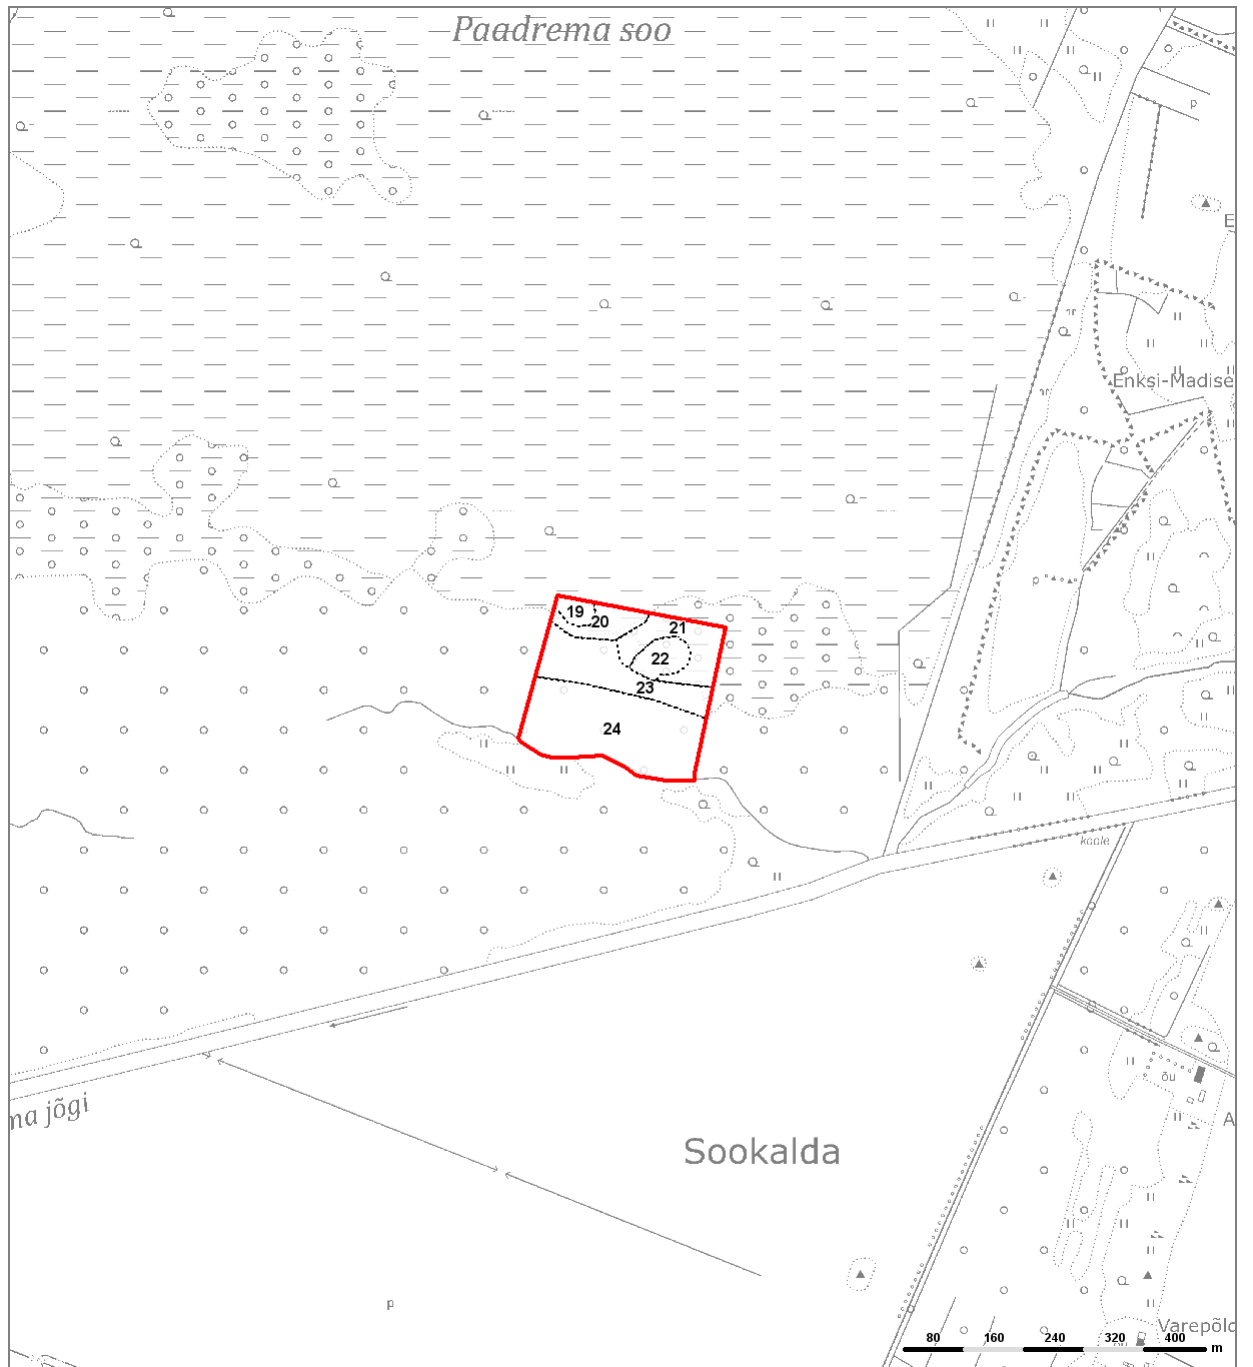 Paadrema soo
p
E
Enksi-Madise
19
20
21
22
p
23
24
koole
õu
ma jõgi
A
Sookalda
p
Varepõld
80 160 240 320 400 m